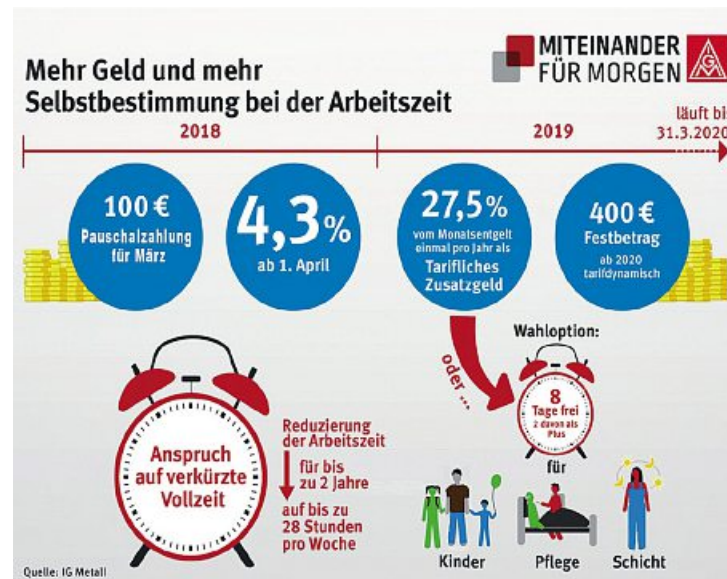 Mehr Geld und mehr
Selbstbestimmung bei der Arbeitszeit
MITEINANDER
FÜR MORGEN
IGM
läuft bis
31.3.2020
2018
2019
100 €
Pauschalzahlung
für März
4,3%
ab 1. April
27,5%
vom Monatsentgelt
einmal pro Jahr als
Tarifliches
Zusatzgeld
400 €
Festbetrag
ab 2020
tarifdynamisch
oder ...
Wahloption:
8
Tage frei
2 davon als
Plus
für
Kinder
Pflege
Schicht
Anspruch
auf verkürzte
Vollzeit
Reduzierung
der Arbeitszeit
für bis
zu 2 Jahre
auf bis zu
28 Stunden
pro Woche
Quelle: IG Metall